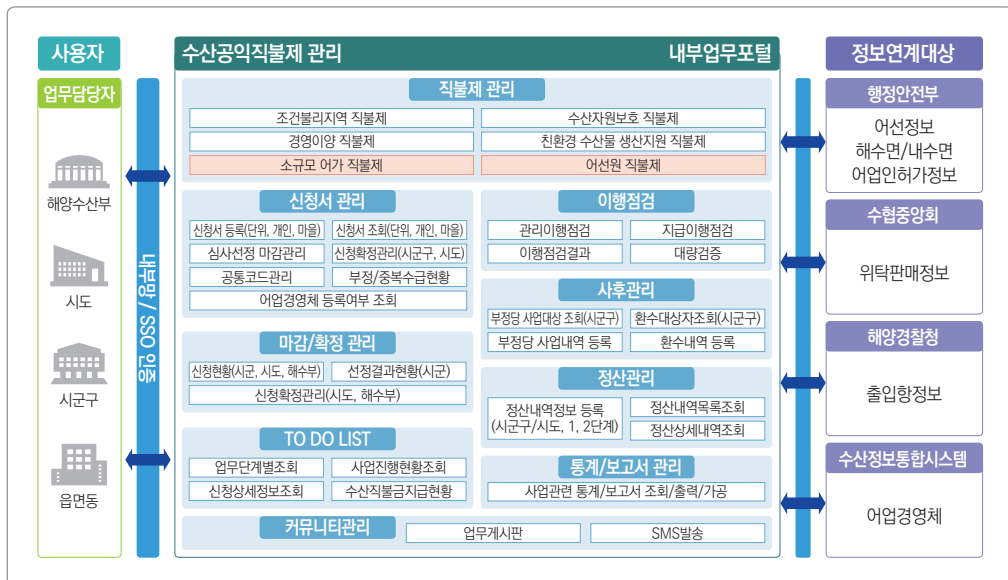 사용자
업무담당자
해양수산부
시도
시군구
읍면동
내부망 / SSO 인증
수산공익직불제 관리
내부업무포털
직불제 관리
조건불리지역 직불제
수산자원보호 직불제
경영이양 직불제
친환경 수산물 생산지원 직불제
소규모 어가 직불제
어선원 직불제
신청서 관리
신청서 등록(단위, 개인, 마을)
신청서 조회(단위, 개인, 마을)
심사선정 마감관리
신청확정관리(시군구, 시도)
공통코드관리
부정/중복수급현황
어업경영체 등록여부 조회
마감/확정 관리
신청현황(시군, 시도, 해수부)
선정결과현황(시군)
신청확정관리(시도, 해수부)
TO DO LIST
업무단계별조회
사업진행현황조회
신청상세정보조회
수산직불금지급현황
이행점검
관리이행점검
지급이행점검
이행점검결과
대량검증
사후관리
부정당 사업대상 조회(시군구)
환수대상자조회(시군구)
부정당 사업내역 등록
환수내역 등록
정산관리
정산내역정보 등록
(시군구/시도, 1, 2단계)
정산내역목록조회
정산상세내역조회
통계/보고서 관리
사업관련 통계/보고서 조회/출력/가공
커뮤니티관리
업무게시판
SMS발송
정보연계대상
행정안전부
어선정보
해수면/내수면
어업인허가정보
수협중앙회
위탁판매정보
해양경찰청
출입항정보
수산정보통합시스템
어업경영체